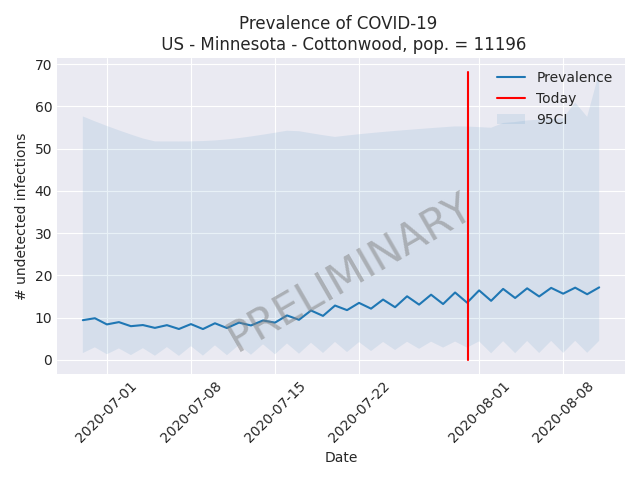 Prevalence of COVID-19
US - Minnesota - Cottonwood, pop. = 11196
70
60
50
40
30
20
10
0
# undetected infections
Prevalence
Today
95CI
PRELIMINARY
2020-07-01
2020-07-08
2020-07-15
2020-07-22
2020-08-01
2020-08-08
Date